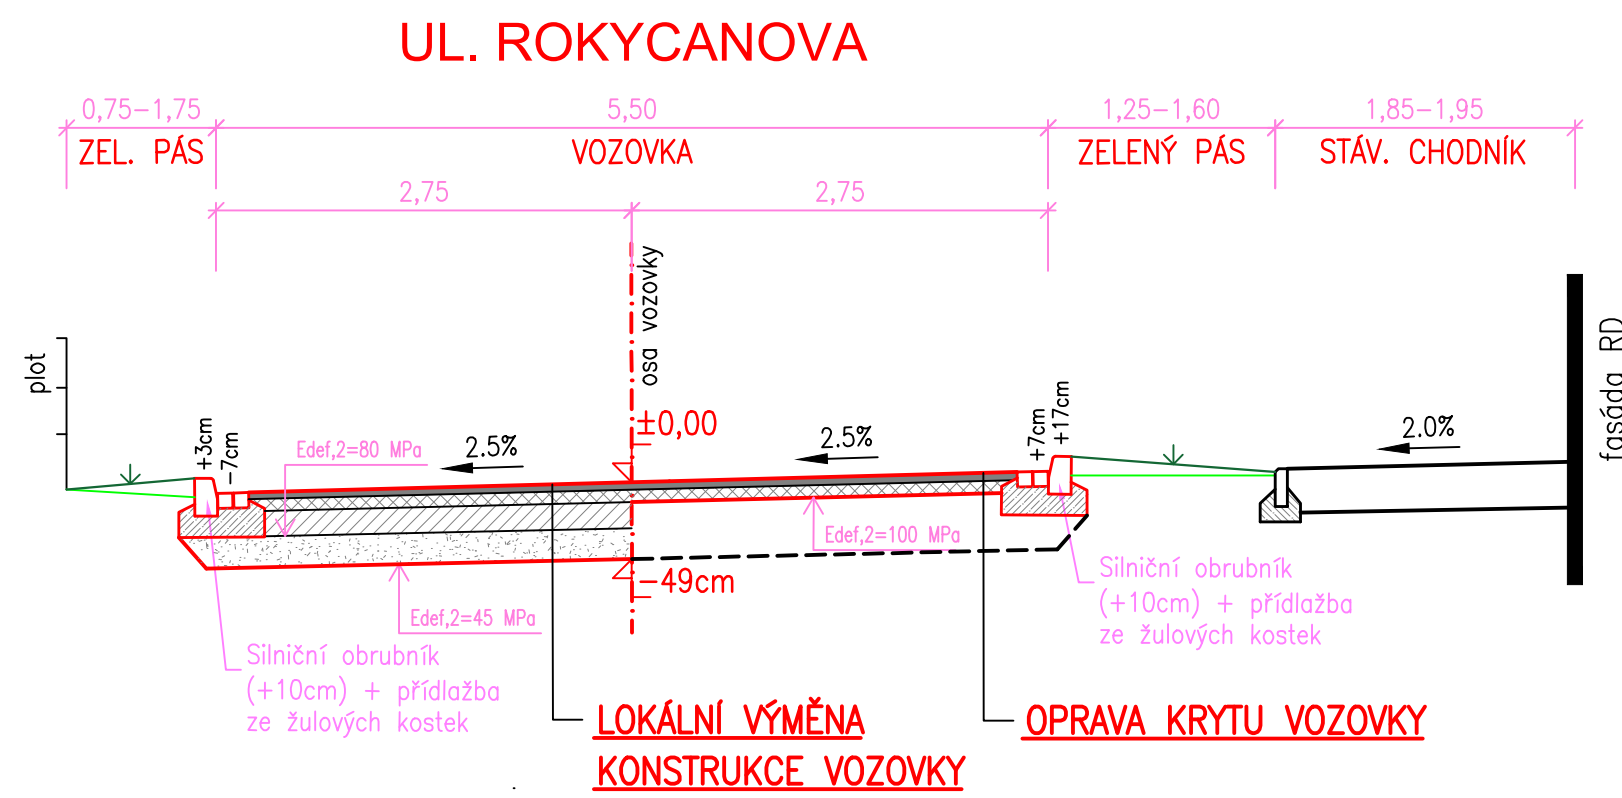 UL. ROKYCANOVA
0,75-1,75
5,50
1,25-1,60
1,85-1,95
ZEL. PÁS
VOZOVKA
ZELENÝ PÁS
STÁV. CHODNÍK
2,75
2,75
osa vozovky
plot
fasáda RD
±0,00
+3cm
-7cm
Edef,2=80 MPa
2.5%
2.5%
+7cm
+17cm
2.0%
Edef,2=100 MPa
-49cm
Edef,2=45 MPa
Silniční obrubník
(+10cm) + přídlažba
ze žulových kostek
Silniční obrubník
(+10cm) + přídlažba
ze žulových kostek
LOKÁLNÍ VÝMĚNA
KONSTRUKCE VOZOVKY
OPRAVA KRYTU VOZOVKY